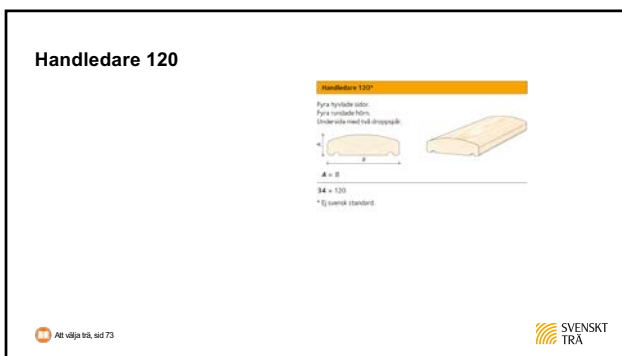 Handledare 120
Handledare 120*
Fyra hyvlade sidor.
Fyra rundade hörn.
Undersida med två droppspår.
A
B
A × B
34 × 120
* Ej svensk standard.
Att välja trä, sid 73
SVENSKT
TRÄ